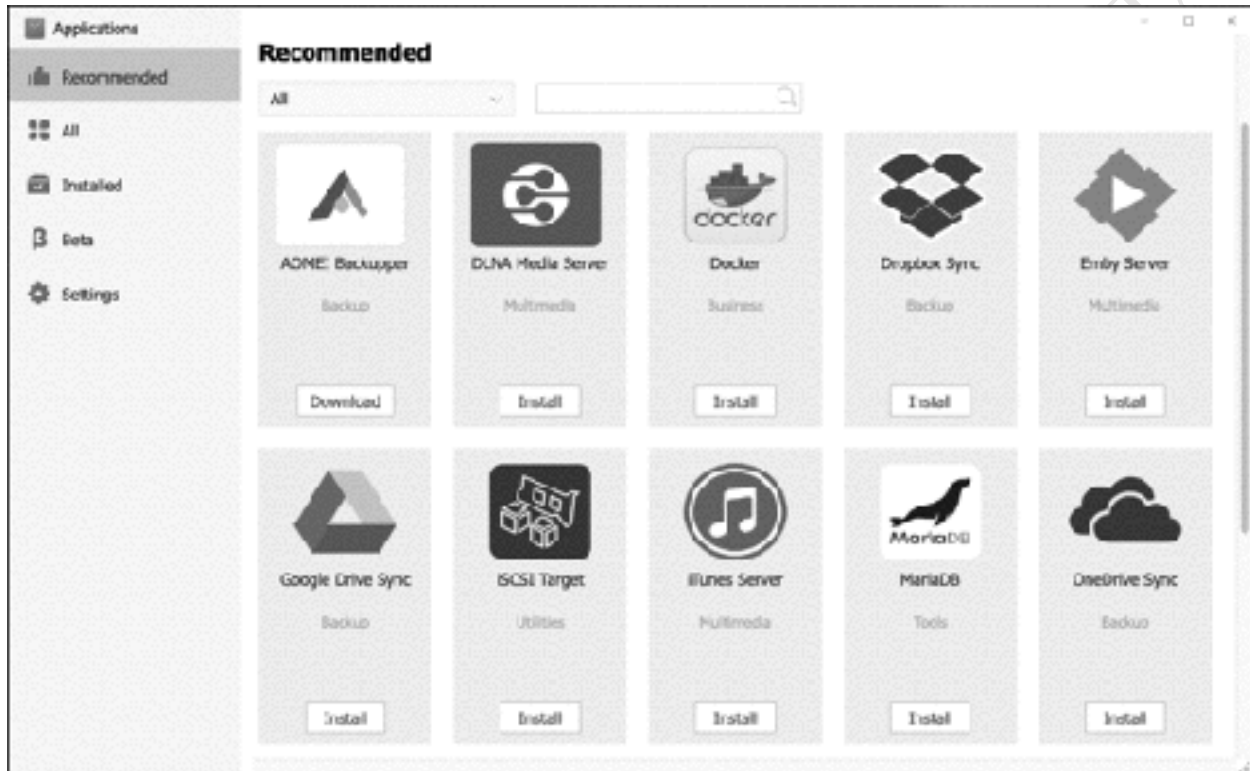 Applications
Recommended
All
Installed
Beta
Settings
Recommended
All
docker
AOMEI Backupper
DLNA Media Server
Docker
Dropbox Sync
Emby Server
Backup
Multimedia
Business
Backup
Multimedia
Download
Install
Install
Install
Install
MariaDB
Google Drive Sync
iSCSI Target
iTunes Server
MariaDB
OneDrive Sync
Backup
Utilities
Multimedia
Tools
Backup
Install
Install
Install
Install
Install